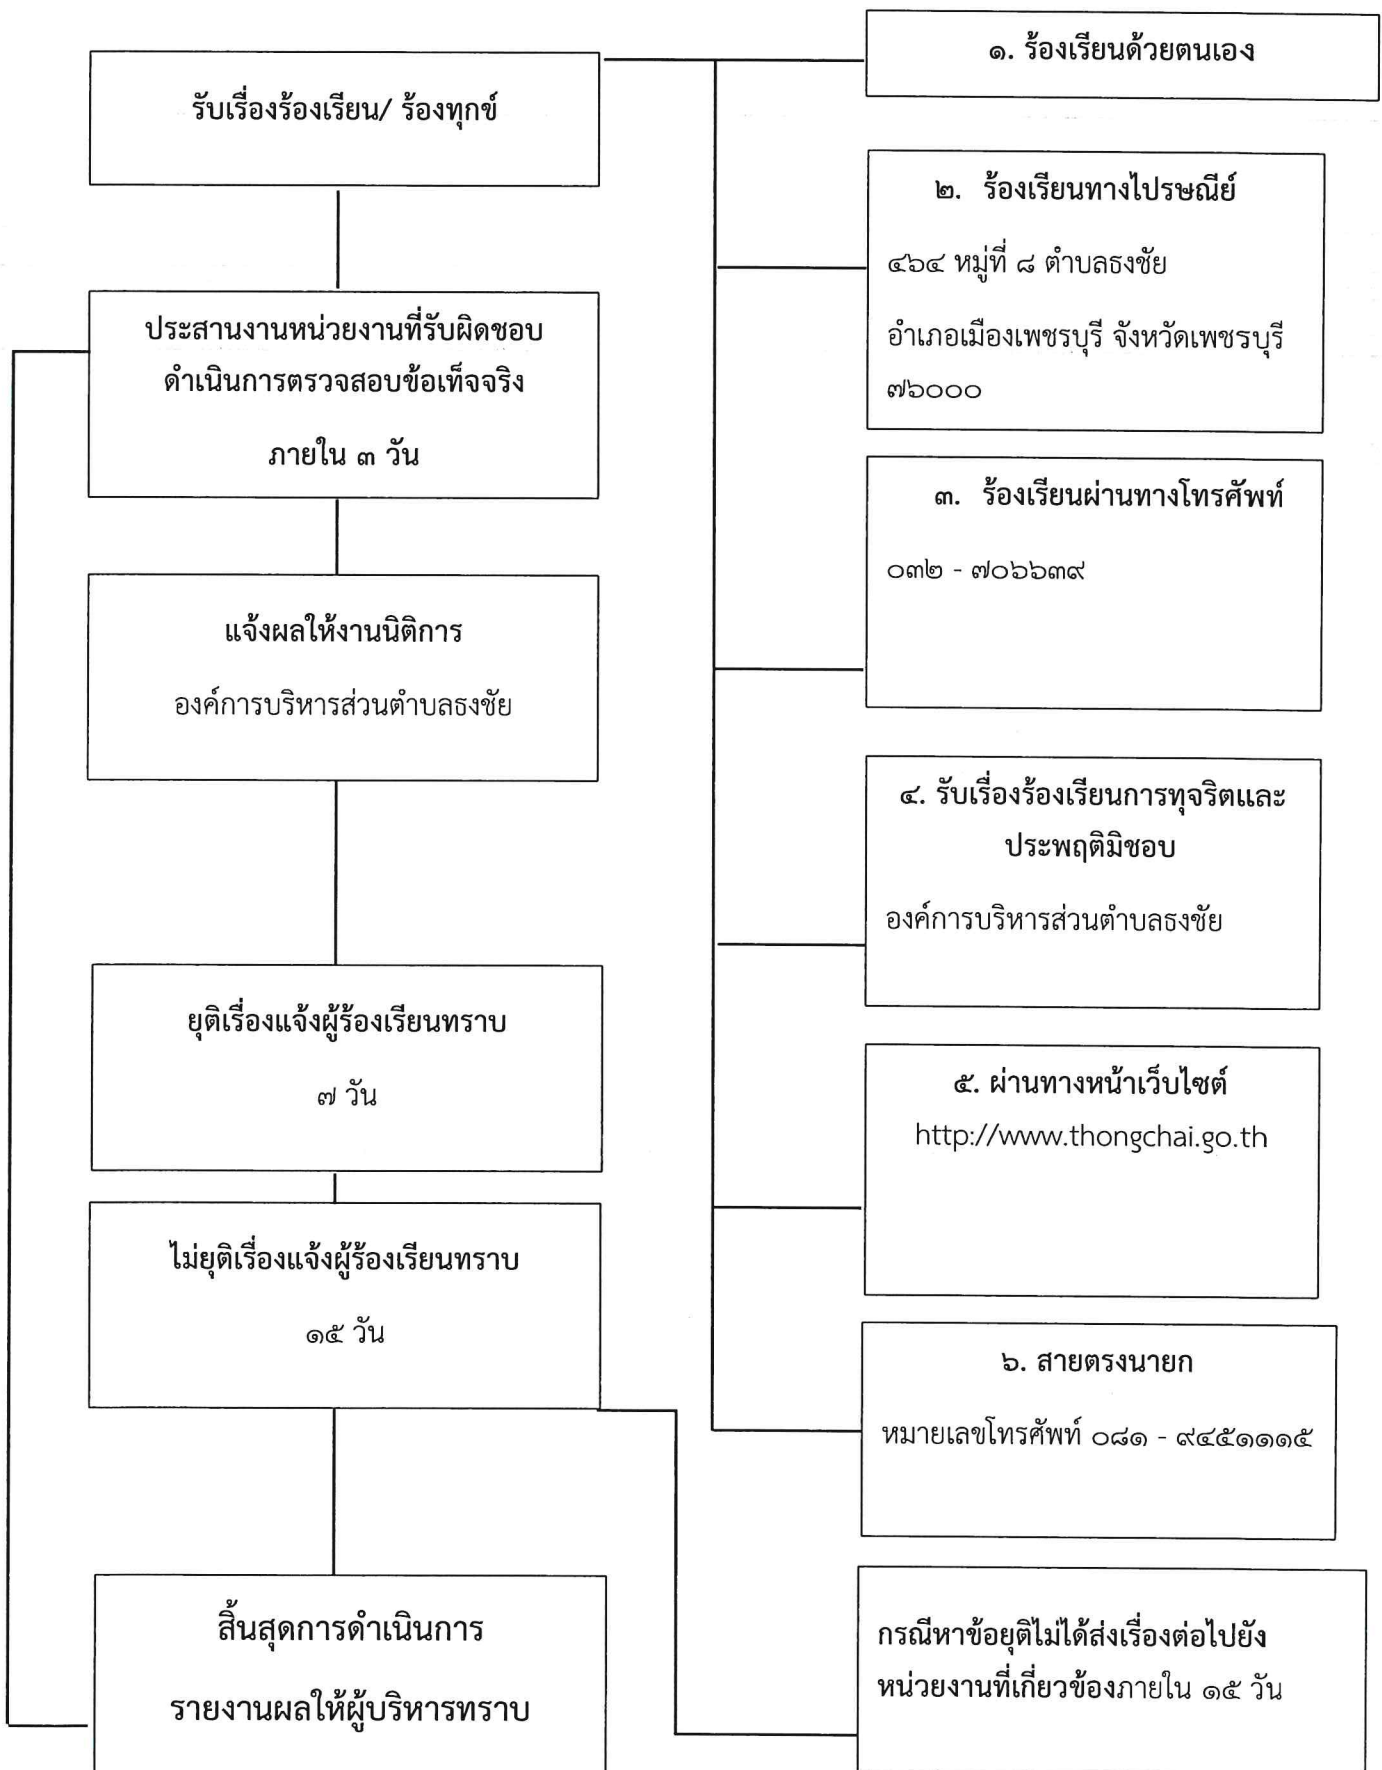 รับเรื่องร้องเรียน/ ร้องทุกข์
ประสานงานหน่วยงานที่รับผิดชอบ
ดำเนินการตรวจสอบข้อเท็จจริง
ภายใน ๓ วัน
แจ้งผลให้งานนิติการ
องค์การบริหารส่วนตำบลธงชัย
ยุติเรื่องแจ้งผู้ร้องเรียนทราบ
๗ วัน
ไม่ยุติเรื่องแจ้งผู้ร้องเรียนทราบ
๑๕ วัน
สิ้นสุดการดำเนินการ
รายงานผลให้ผู้บริหารทราบ
๑. ร้องเรียนด้วยตนเอง
๒. ร้องเรียนทางไปรษณีย์
๔๖๔ หมู่ที่ ๘ ตำบลธงชัย
อำเภอเมืองเพชรบุรี จังหวัดเพชรบุรี
๗๖๐๐๐
๓. ร้องเรียนผ่านทางโทรศัพท์
๐๓๒ - ๗๐๖๖๓๙
๔. รับเรื่องร้องเรียนการทุจริตและ
ประพฤติมิชอบ
องค์การบริหารส่วนตำบลธงชัย
๕. ผ่านทางหน้าเว็บไซต์
http://www.thongchai.go.th
๖. สายตรงนายก
หมายเลขโทรศัพท์ ๐๘๑ - ๙๔๕๑๑๑๕
กรณีหาข้อยุติไม่ได้ส่งเรื่องต่อไปยัง
หน่วยงานที่เกี่ยวข้องภายใน ๑๕ วัน